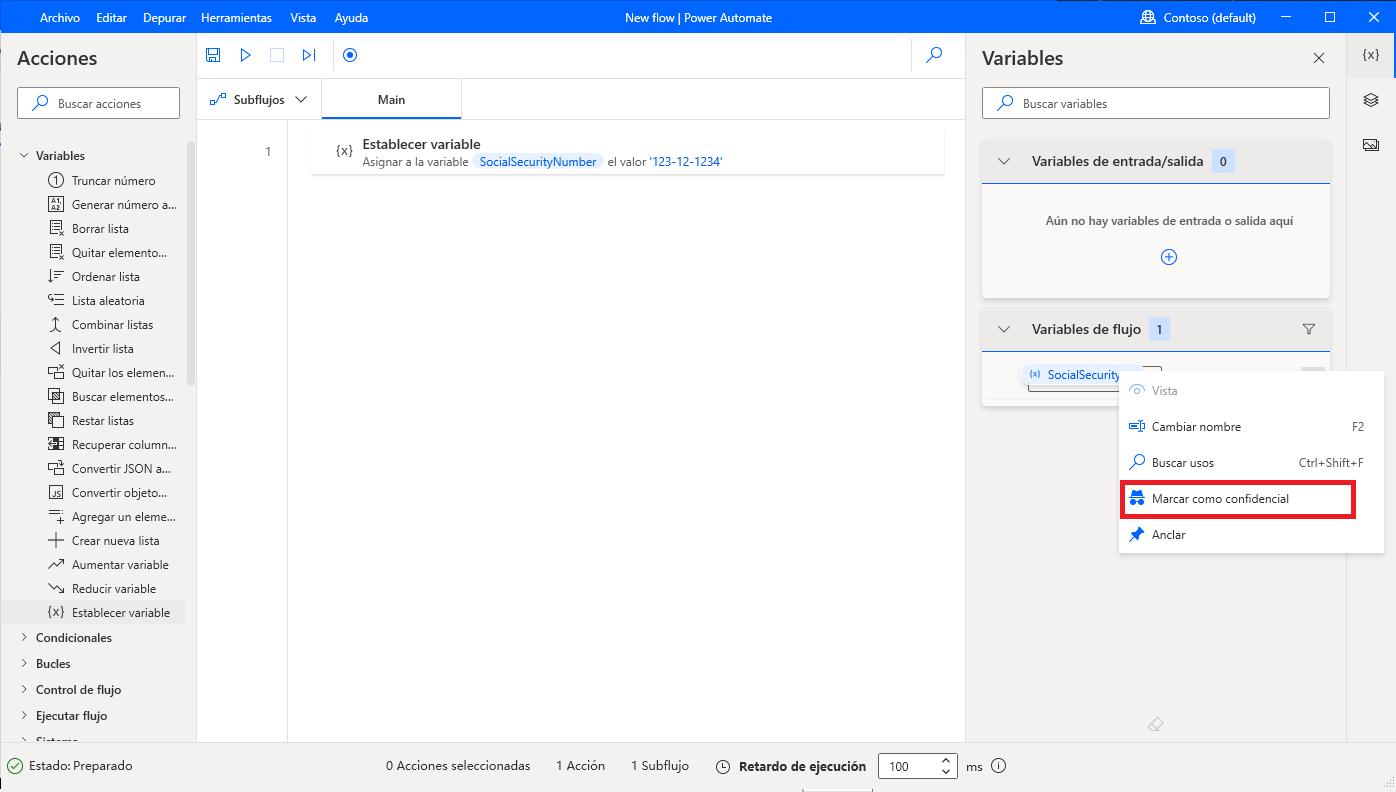 Archivo Editar Depurar Herramientas Vista Ayuda New flow | Power Automate Contoso (default)
Acciones
Buscar acciones
Variables
1 Truncar número
Generar número a...
Borrar lista
Quitar elemento...
Ordenar lista
Lista aleatoria
Combinar listas
Invertir lista
Quitar los elemen...
Buscar elementos...
Restar listas
Recuperar column...
Convertir JSON a...
JS Convertir objeto...
Agregar un eleme...
Crear nueva lista
Aumentar variable
Reducir variable
{x} Establecer variable
Condicionales
Bucles
Control de flujo
Ejecutar flujo
Subflujos Main
1 {x} Establecer variable
Asignar a la variable SocialSecurityNumber el valor '123-12-1234'
Variables {x}
Buscar variables
Variables de entrada/salida 0
Aún no hay variables de entrada o salida aquí
Variables de flujo 1
(x) SocialSecurity
Vista
Cambiar nombre F2
Buscar usos Ctrl+Shift+F
Marcar como confidencial
Anclar
Estado: Preparado 0 Acciones seleccionadas 1 Acción 1 Subflujo Retardo de ejecución 100 ms